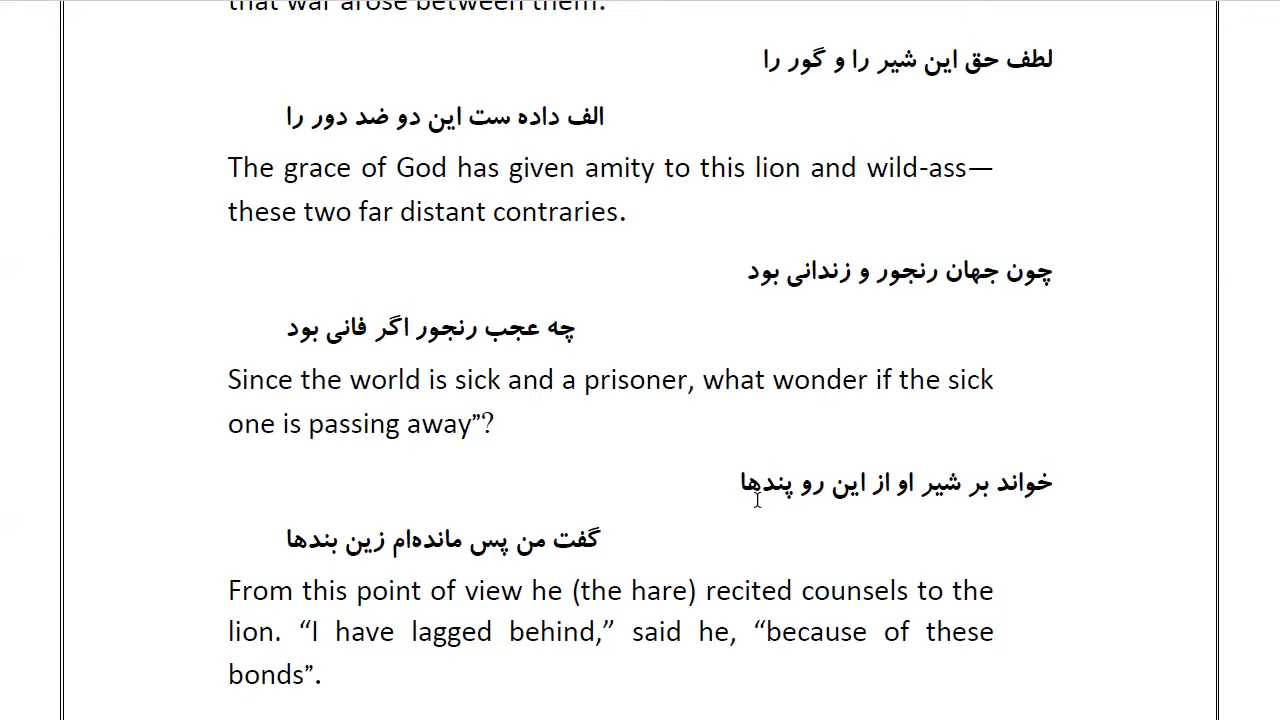 that war arose between them.
لطف حق این شیر را و گور را
الف داده ست این دو ضد دور را
The grace of God has given amity to this lion and wild-ass—
these two far distant contraries.
چون جهان رنجور و زندانی بود
چه عجب رنجور اگر فانی بود
Since the world is sick and a prisoner, what wonder if the sick
one is passing away”?
خواند بر شیر او از این رو پندها
گفت من پس مانده‌ام زین بندها
From this point of view he (the hare) recited counsels to the
lion. “I have lagged behind,” said he, “because of these
bonds”.